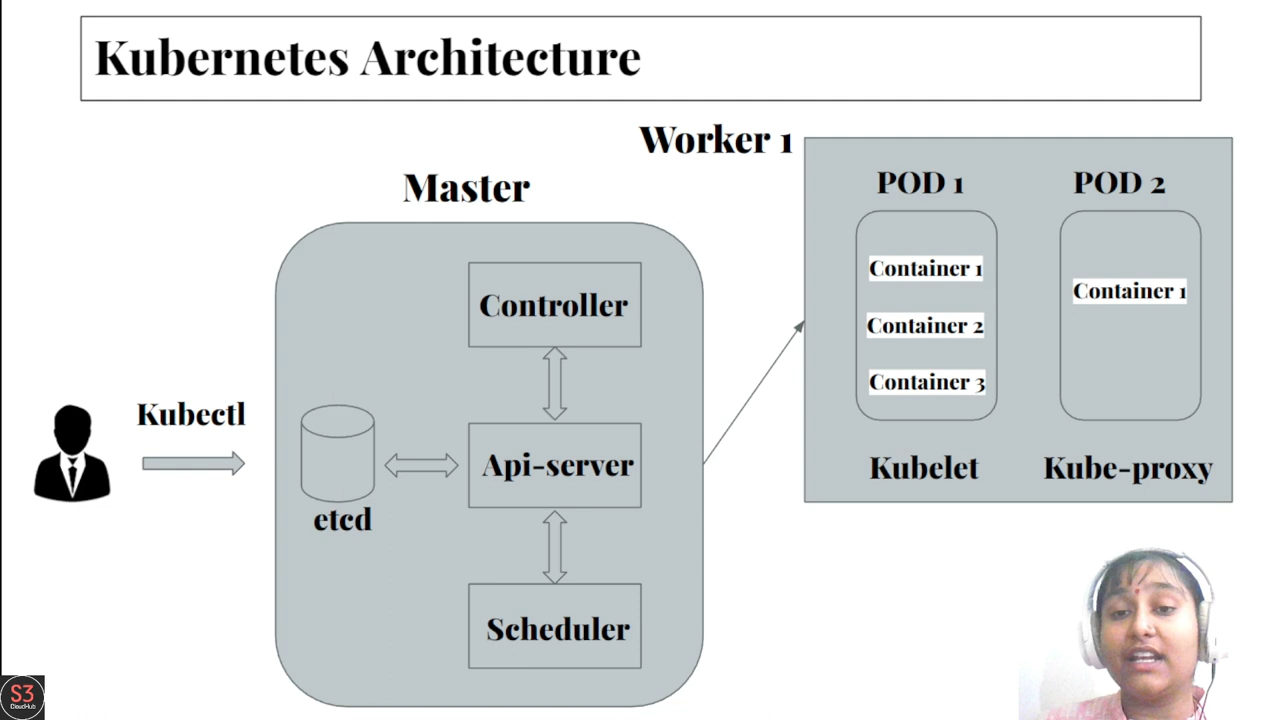 Kubernetes Architecture
Worker 1
Master
POD 1
POD 2
Container 1
Container 2
Container 3
Container 1
Kubelet
Kube-proxy
Controller
Kubectl
Api-server
etcd
Scheduler
S3
CloudHub